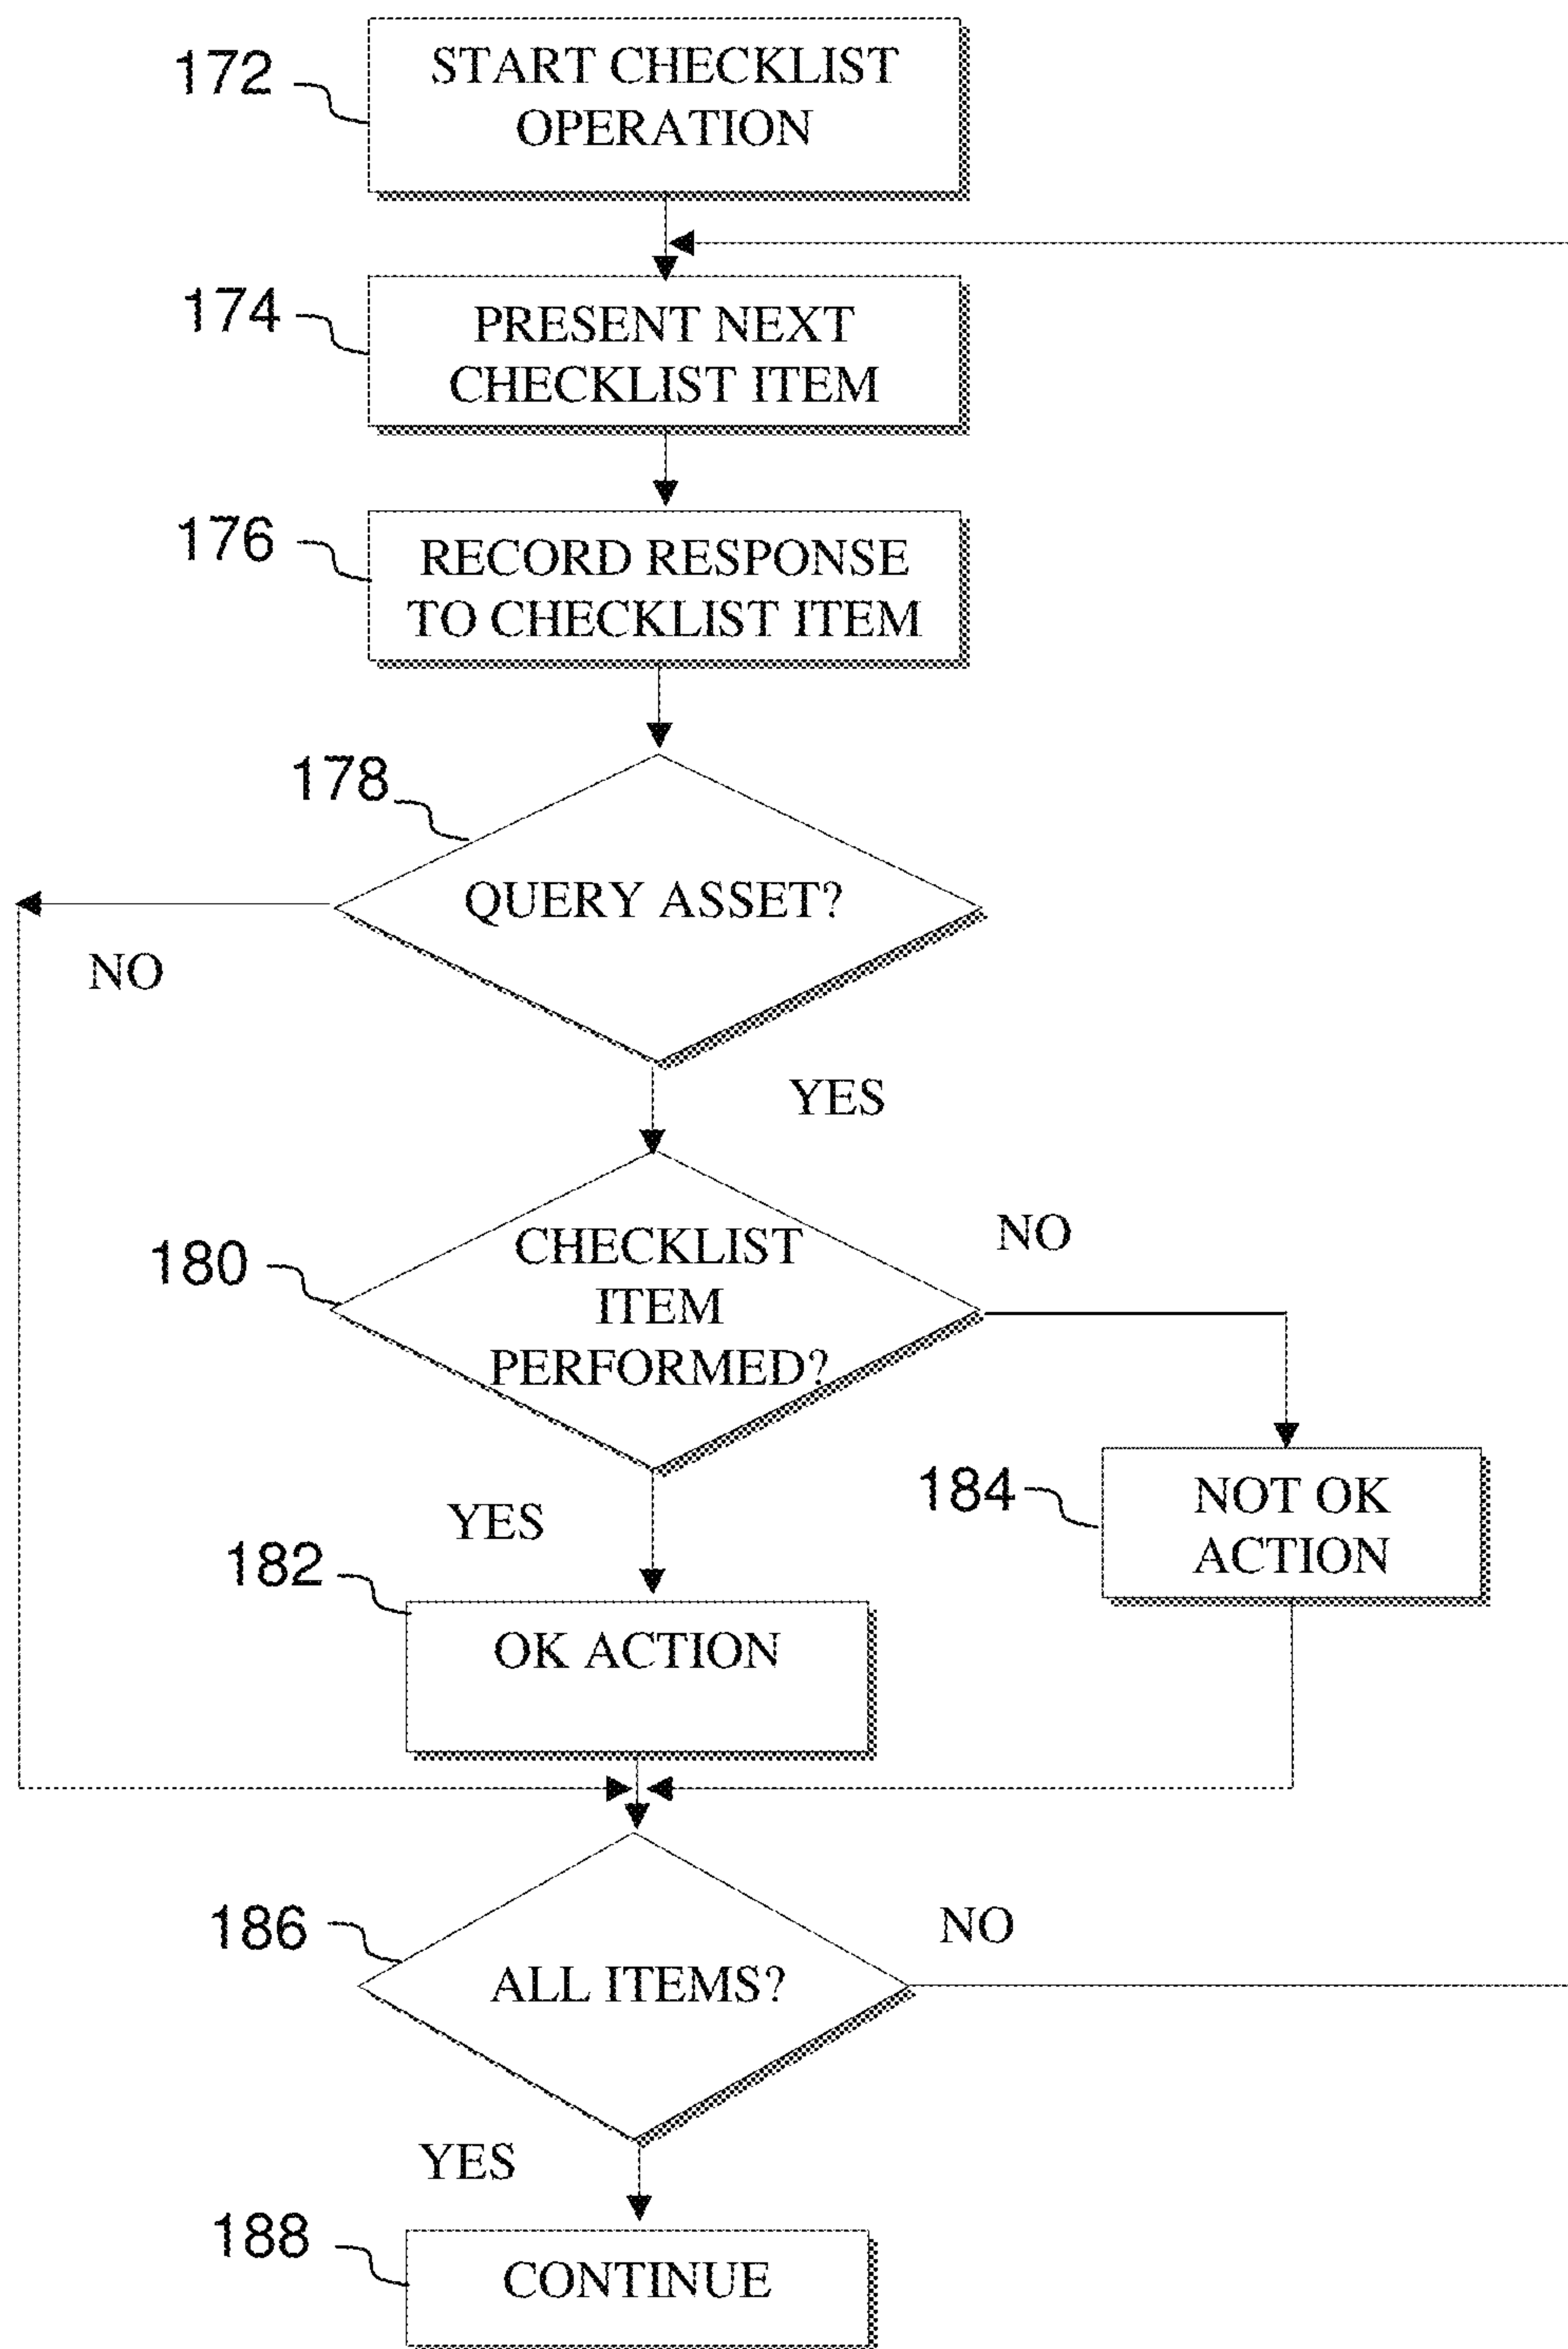 172
START CHECKLIST
OPERATION
174
PRESENT NEXT
CHECKLIST ITEM
176
RECORD RESPONSE
TO CHECKLIST ITEM
178
QUERY ASSET?
NO
YES
180
CHECKLIST
ITEM
PERFORMED?
NO
184
NOT OK
ACTION
YES
182
OK ACTION
186
ALL ITEMS?
NO
YES
188
CONTINUE